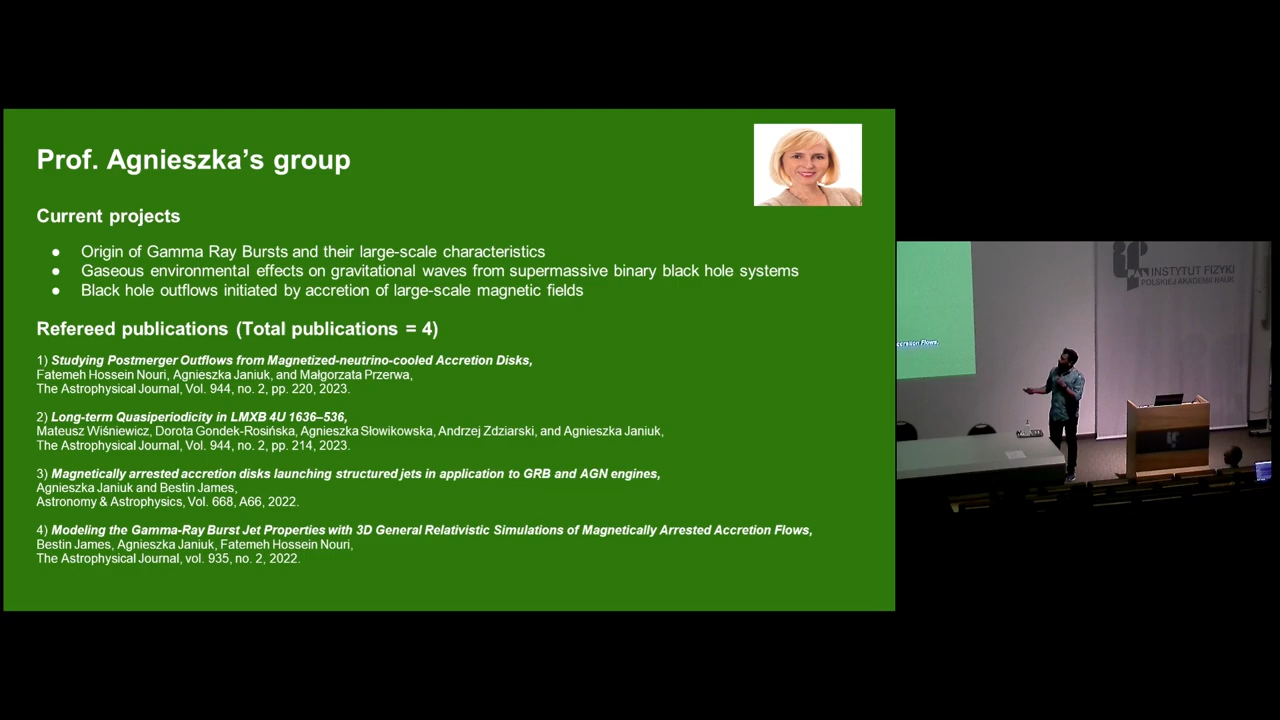 Prof. Agnieszka’s group
Current projects
● Origin of Gamma Ray Bursts and their large-scale characteristics
● Gaseous environmental effects on gravitational waves from supermassive binary black hole systems
● Black hole outflows initiated by accretion of large-scale magnetic fields
Refereed publications (Total publications = 4)
1) Studying Postmerger Outflows from Magnetized-neutrino-cooled Accretion Disks,
Fatemeh Hossein Nouri, Agnieszka Janiuk, and Małgorzata Przerwa,
The Astrophysical Journal, Vol. 944, no. 2, pp. 220, 2023.
2) Long-term Quasiperiodicity in LMXB 4U 1636–536,
Mateusz Wiśniewicz, Dorota Gondek-Rosińska, Agnieszka Słowikowska, Andrzej Zdziarski, and Agnieszka Janiuk,
The Astrophysical Journal, Vol. 944, no. 2, pp. 214, 2023.
3) Magnetically arrested accretion disks launching structured jets in application to GRB and AGN engines,
Agnieszka Janiuk and Bestin James,
Astronomy & Astrophysics, Vol. 668, A66, 2022.
4) Modeling the Gamma-Ray Burst Jet Properties with 3D General Relativistic Simulations of Magnetically Arrested Accretion Flows,
Bestin James, Agnieszka Janiuk, Fatemeh Hossein Nouri,
The Astrophysical Journal, vol. 935, no. 2, 2022.
INSTYTUT FIZYKI
POLSKIEJ AKADEMII NAUK
Flows,